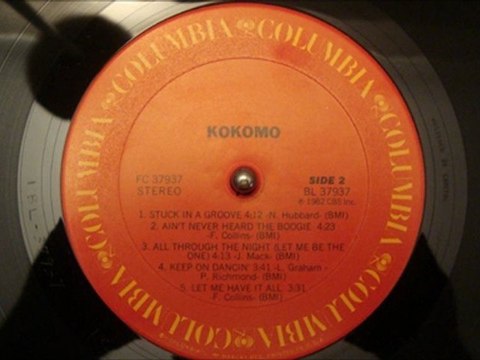 COLUMBIA COLUMBIA COLUMBIA COLUMBIA COLUMBIA COLUMBIA
KOKOMO
FC 37937
STEREO
SIDE 2
BL 37937
℗ 1982 CBS Inc.
1. STUCK IN A GROOVE 4:12 -N. Hubbard- (BMI)
2. AIN'T NEVER HEARD THE BOOGIE 4:23
-F. Collins- (BMI)
3. ALL THROUGH THE NIGHT (LET ME BE THE
ONE) 4:13 -J. Mack- (BMI)
4. KEEP ON DANCIN' 3:41 -L. Graham-
P. Richmond- (BMI)
5. LET ME HAVE IT ALL 3:31
-F. Collins- (BMI)